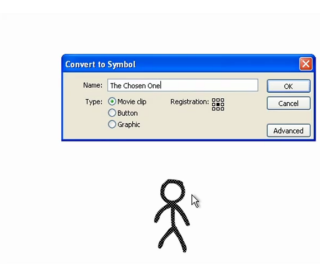 Convert to Symbol
Name: The Chosen One
OK
Type: Movie clip Registration: Cancel
Button
Graphic
Advanced